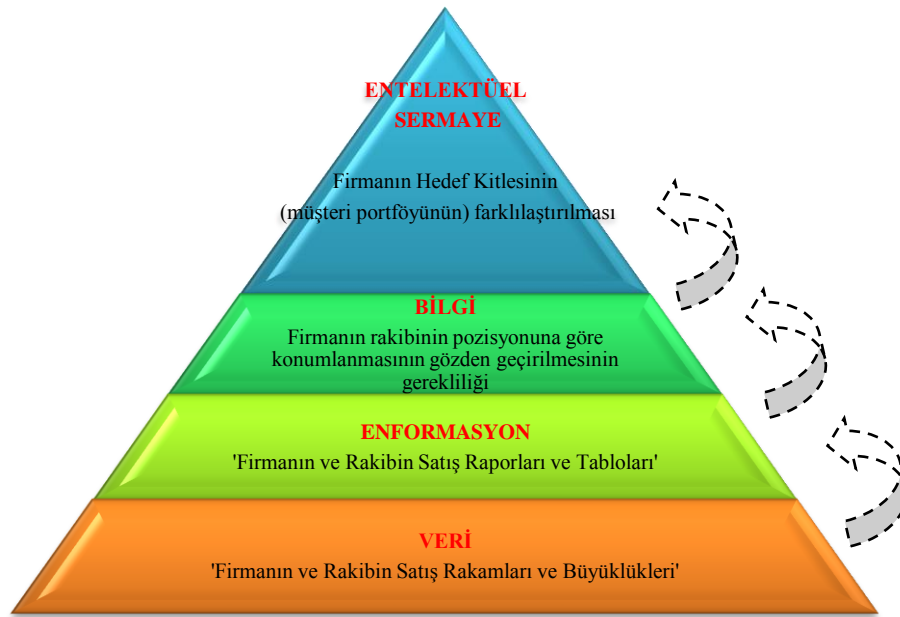 ENTELEKTÜEL
SERMAYE
Firmanın Hedef Kitlesinin
(müşteri portföyünün) farklılaştırılması
BİLGİ
Firmanın rakibinin pozisyonuna göre
konumlanmasının gözden geçirilmesinin
gerekliliği
ENFORMASYON
'Firmanın ve Rakibin Satış Raporları ve Tabloları'
VERİ
'Firmanın ve Rakibin Satış Rakamları ve Büyüklükleri'